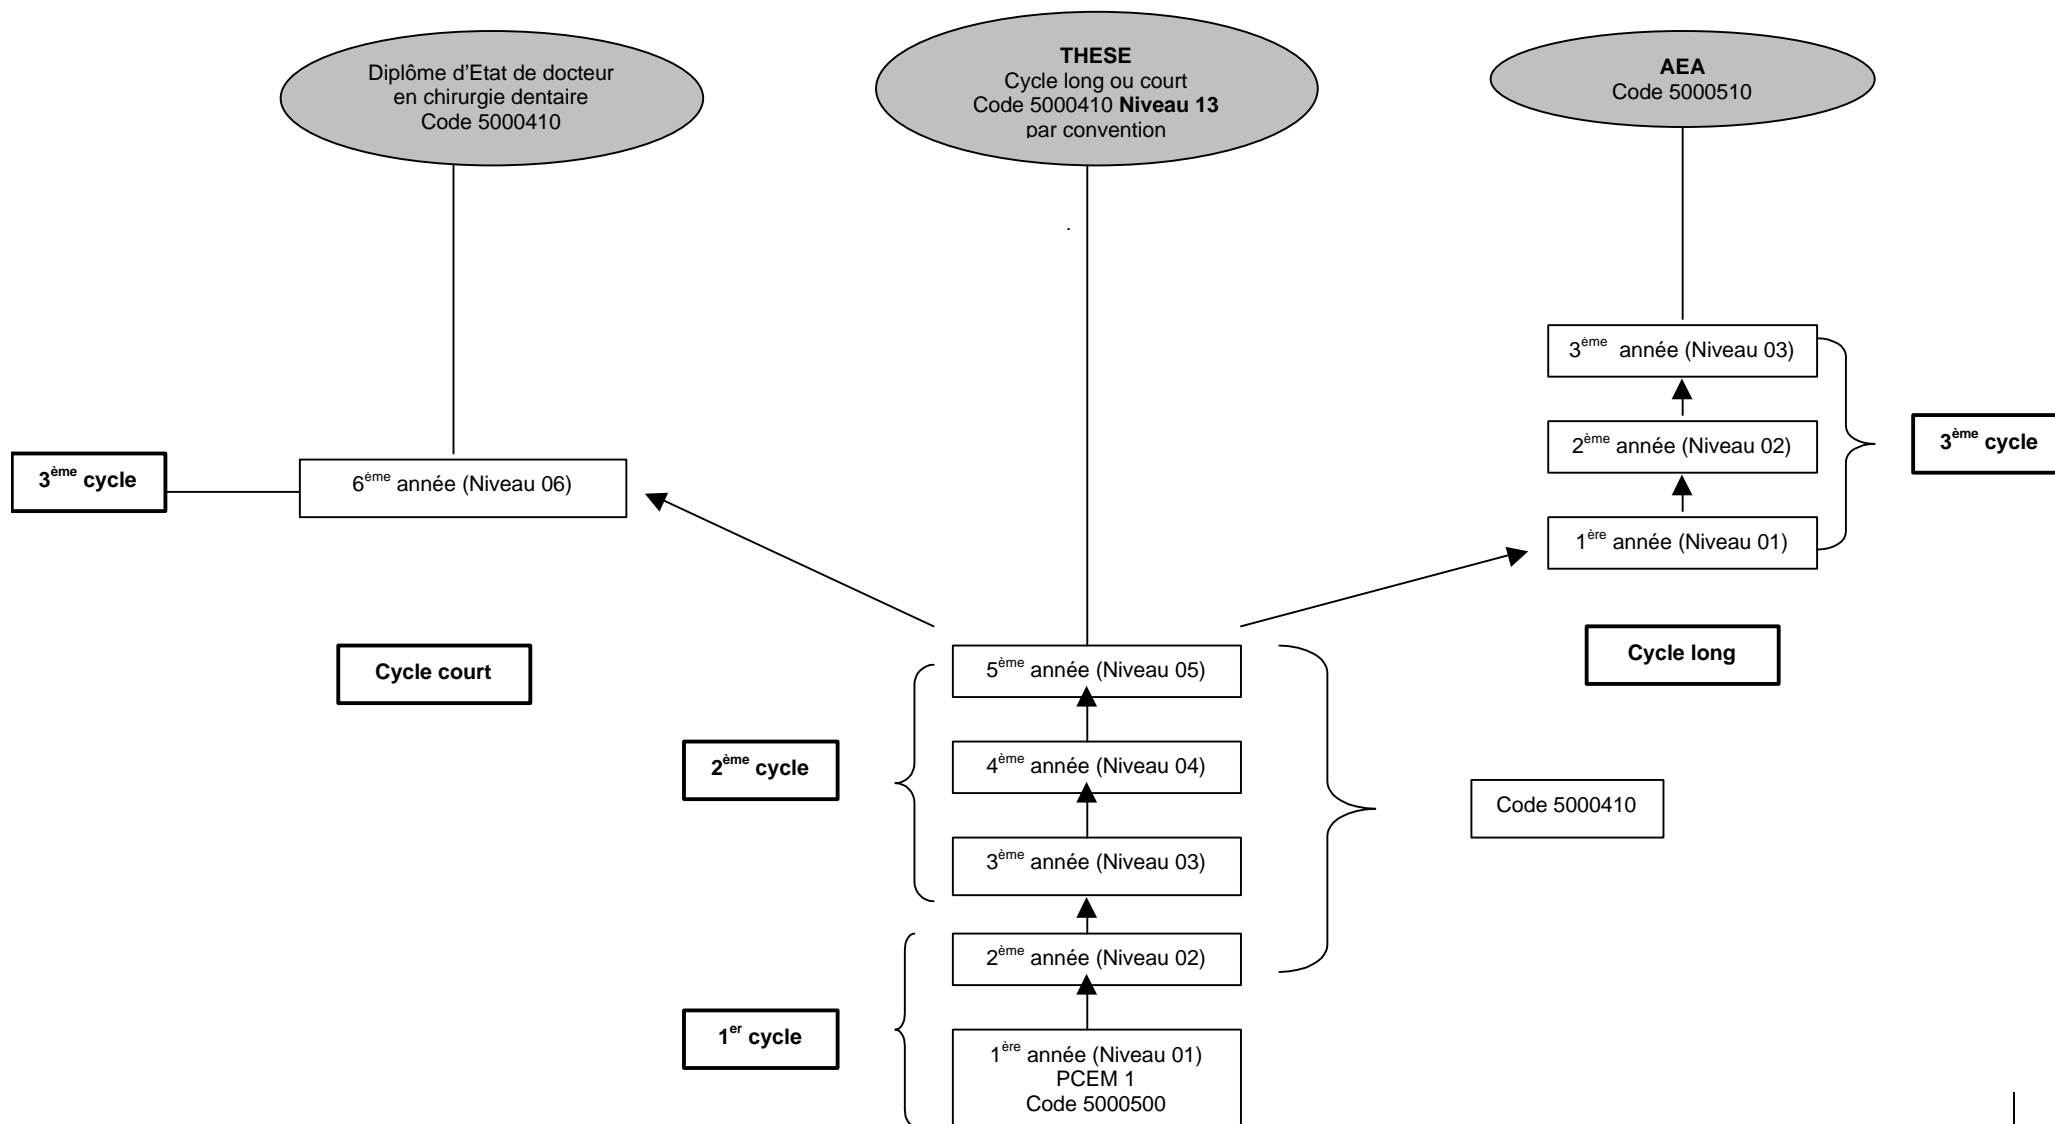 Diplôme d'Etat de docteur
en chirurgie dentaire
Code 5000410
THESE
Cycle long ou court
Code 5000410 Niveau 13
par convention
AEA
Code 5000510
3ème année (Niveau 03)
2ème année (Niveau 02)
1ère année (Niveau 01)
3ème cycle
3ème cycle
6ème année (Niveau 06)
Cycle court
Cycle long
5ème année (Niveau 05)
4ème année (Niveau 04)
3ème année (Niveau 03)
2ème année (Niveau 02)
2ème cycle
Code 5000410
1er cycle
1ère année (Niveau 01)
PCEM 1
Code 5000500